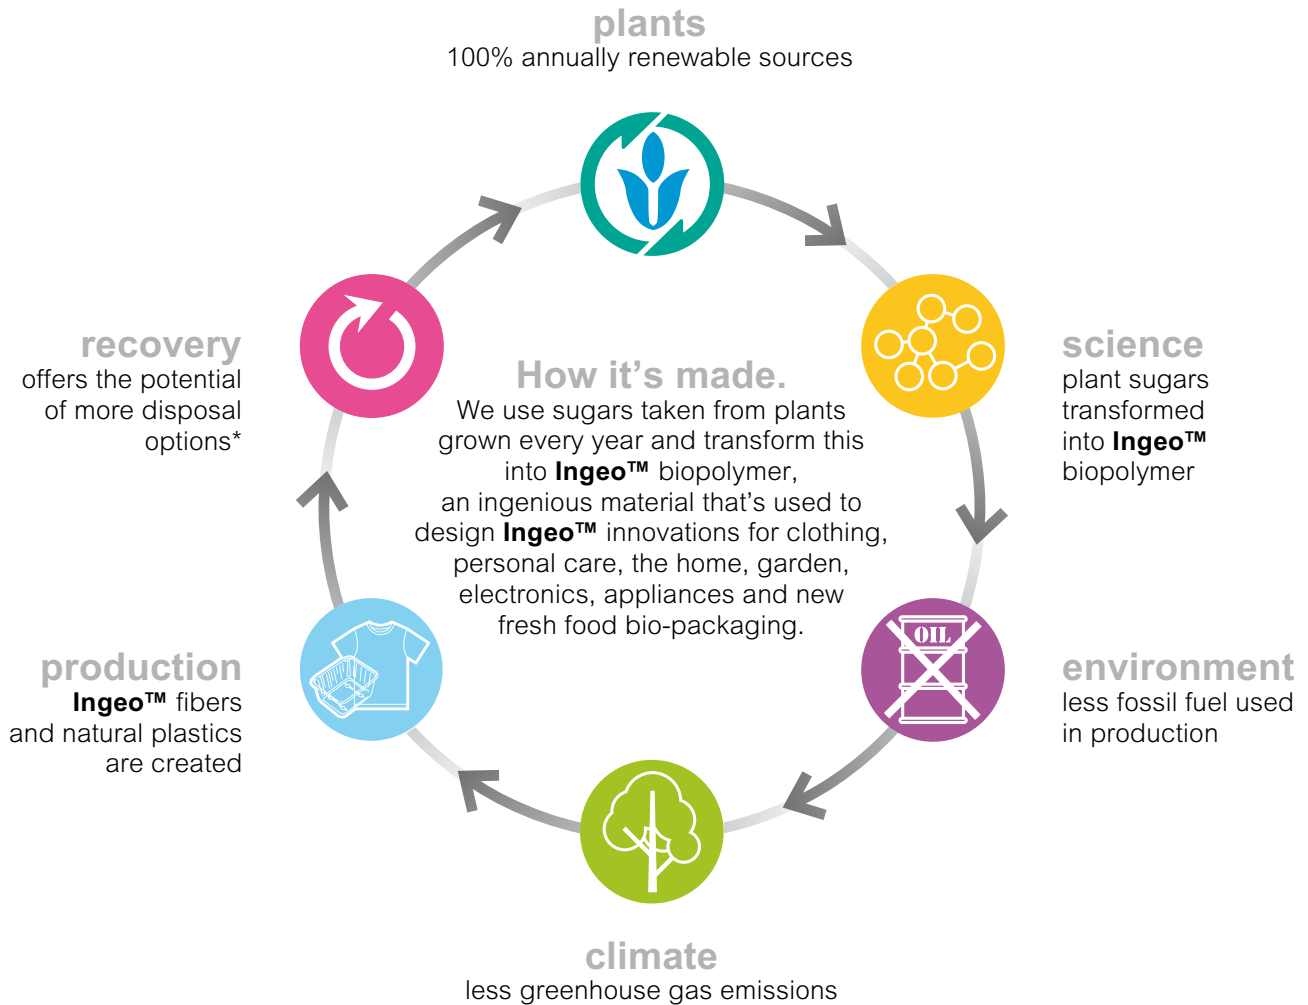 plants
100% annually renewable sources
science
plant sugars
transformed
into Ingeo™
biopolymer
environment
less fossil fuel used
in production
OIL
climate
less greenhouse gas emissions
production
Ingeo™ fibers
and natural plastics
are created
recovery
offers the potential
of more disposal
options*
How it's made.
We use sugars taken from plants
grown every year and transform this
into Ingeo™ biopolymer,
an ingenious material that's used to
design Ingeo™ innovations for clothing,
personal care, the home, garden,
electronics, appliances and new
fresh food bio-packaging.